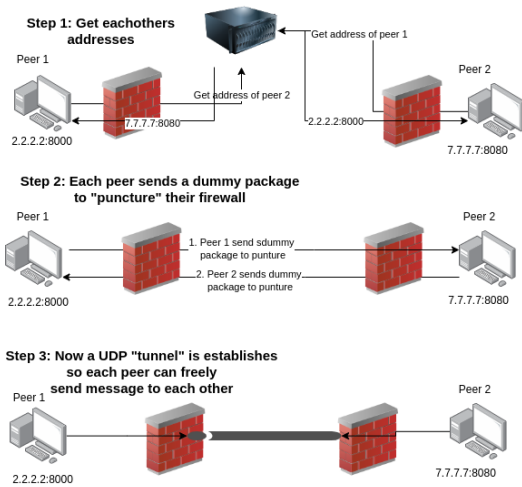 Step 1: Get eachothers
addresses
Get address of peer 1
Peer 1
Peer 2
Get address of peer 2
7.7.7.7:8080
2.2.2.2:8000
2.2.2.2:8000
7.7.7.7:8080
Step 2: Each peer sends a dummy package
to "puncture" their firewall
Peer 1
Peer 2
1. Peer 1 send sdummy
package to punture
2. Peer 2 sends dummy
package to punture
2.2.2.2:8000
7.7.7.7:8080
Step 3: Now a UDP "tunnel" is establishes
so each peer can freely
send message to each other
Peer 1
Peer 2
2.2.2.2:8000
7.7.7.7:8080